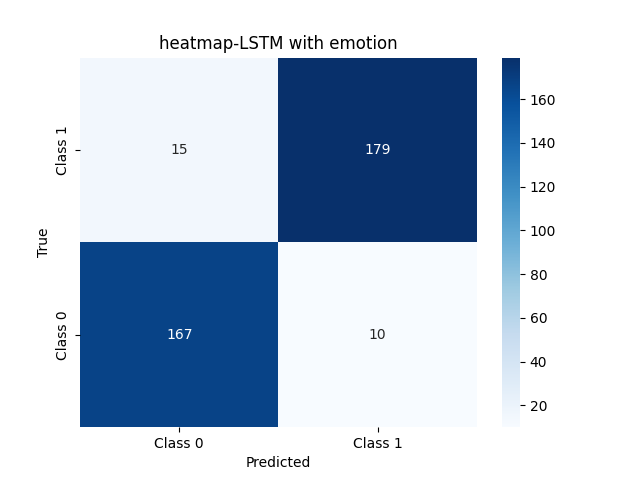 heatmap-LSTM with emotion
Class 1
15
179
160
140
120
100
80
60
40
20
True
Class 0
167
10
Class 0
Class 1
Predicted